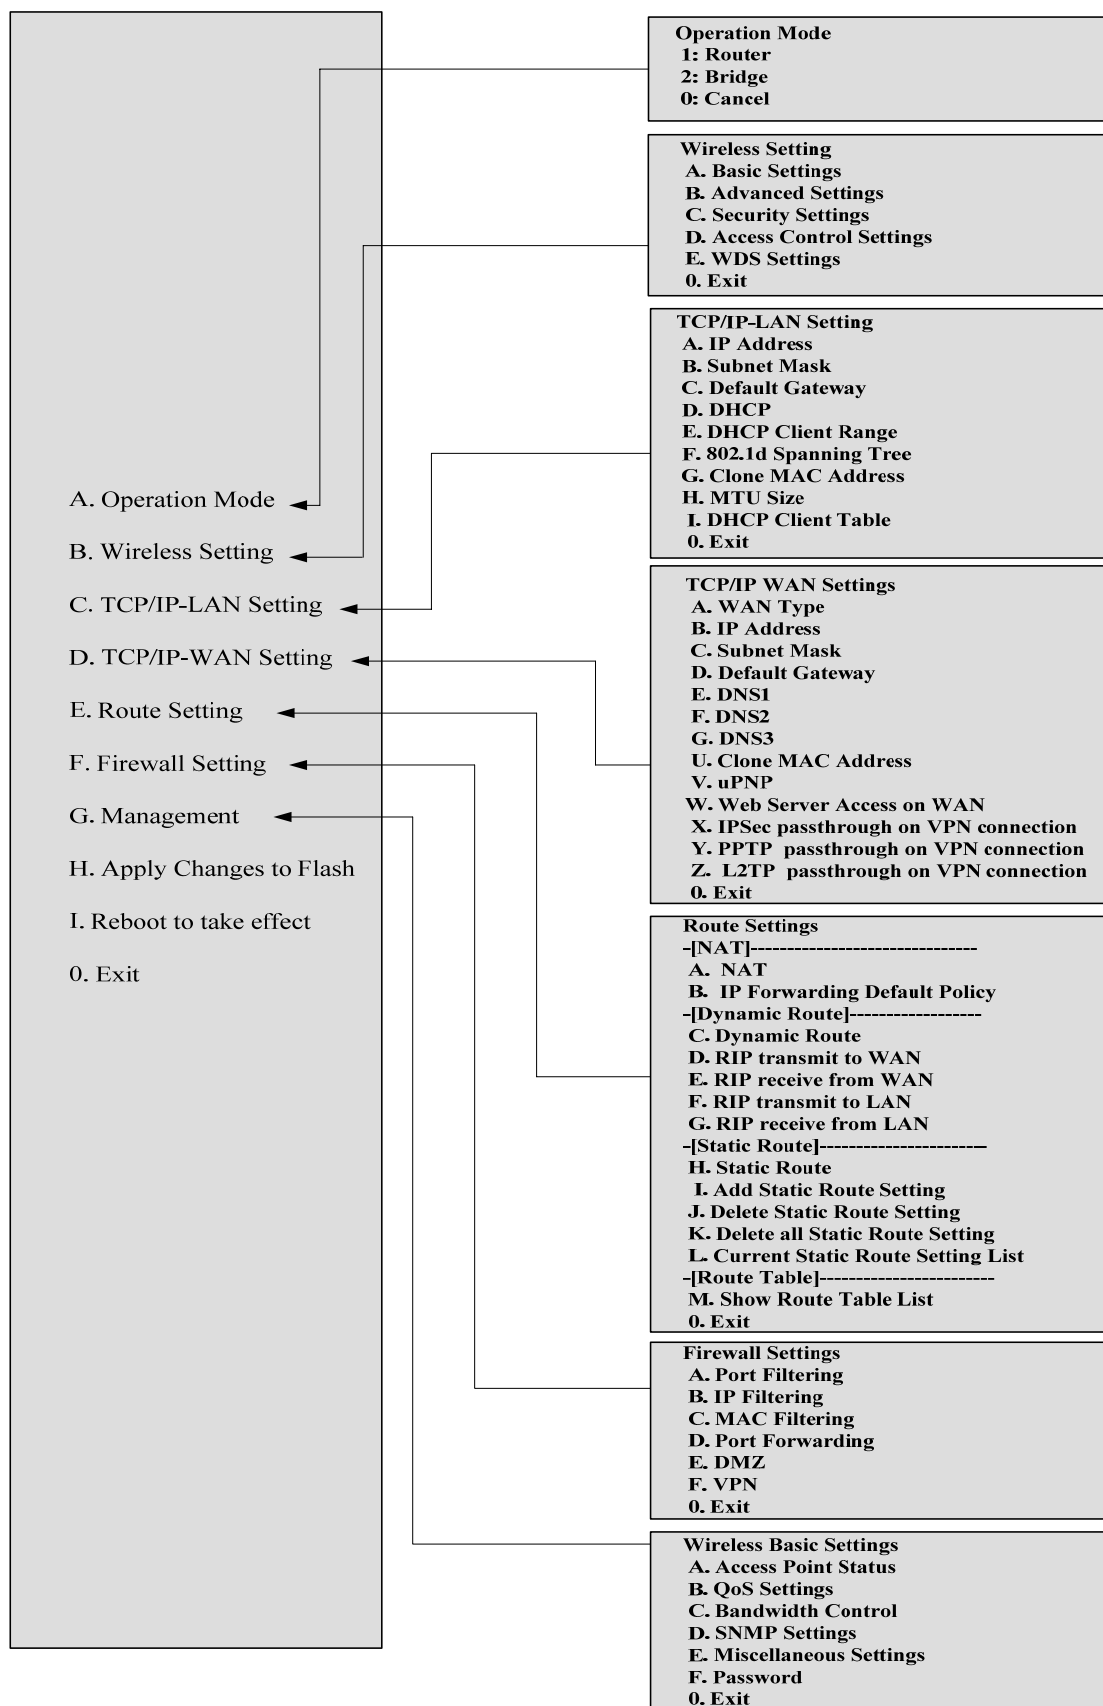 A. Operation Mode
B. Wireless Setting
C. TCP/IP-LAN Setting
D. TCP/IP-WAN Setting
E. Route Setting
F. Firewall Setting
G. Management
H. Apply Changes to Flash
I. Reboot to take effect
0. Exit
Operation Mode
1: Router
2: Bridge
0: Cancel
Wireless Setting
A. Basic Settings
B. Advanced Settings
C. Security Settings
D. Access Control Settings
E. WDS Settings
0. Exit
TCP/IP-LAN Setting
A. IP Address
B. Subnet Mask
C. Default Gateway
D. DHCP
E. DHCP Client Range
F. 802.1d Spanning Tree
G. Clone MAC Address
H. MTU Size
I. DHCP Client Table
0. Exit
TCP/IP WAN Settings
A. WAN Type
B. IP Address
C. Subnet Mask
D. Default Gateway
E. DNS1
F. DNS2
G. DNS3
U. Clone MAC Address
V. uPNP
W. Web Server Access on WAN
X. IPSec passthrough on VPN connection
Y. PPTP passthrough on VPN connection
Z. L2TP passthrough on VPN connection
0. Exit
Route Settings
-[NAT]-------------------------------
A. NAT
B. IP Forwarding Default Policy
-[Dynamic Route]------------------
C. Dynamic Route
D. RIP transmit to WAN
E. RIP receive from WAN
F. RIP transmit to LAN
G. RIP receive from LAN
-[Static Route]-----------------------
H. Static Route
I. Add Static Route Setting
J. Delete Static Route Setting
K. Delete all Static Route Setting
L. Current Static Route Setting List
-[Route Table]------------------------
M. Show Route Table List
0. Exit
Firewall Settings
A. Port Filtering
B. IP Filtering
C. MAC Filtering
D. Port Forwarding
E. DMZ
F. VPN
0. Exit
Wireless Basic Settings
A. Access Point Status
B. QoS Settings
C. Bandwidth Control
D. SNMP Settings
E. Miscellaneous Settings
F. Password
0. Exit